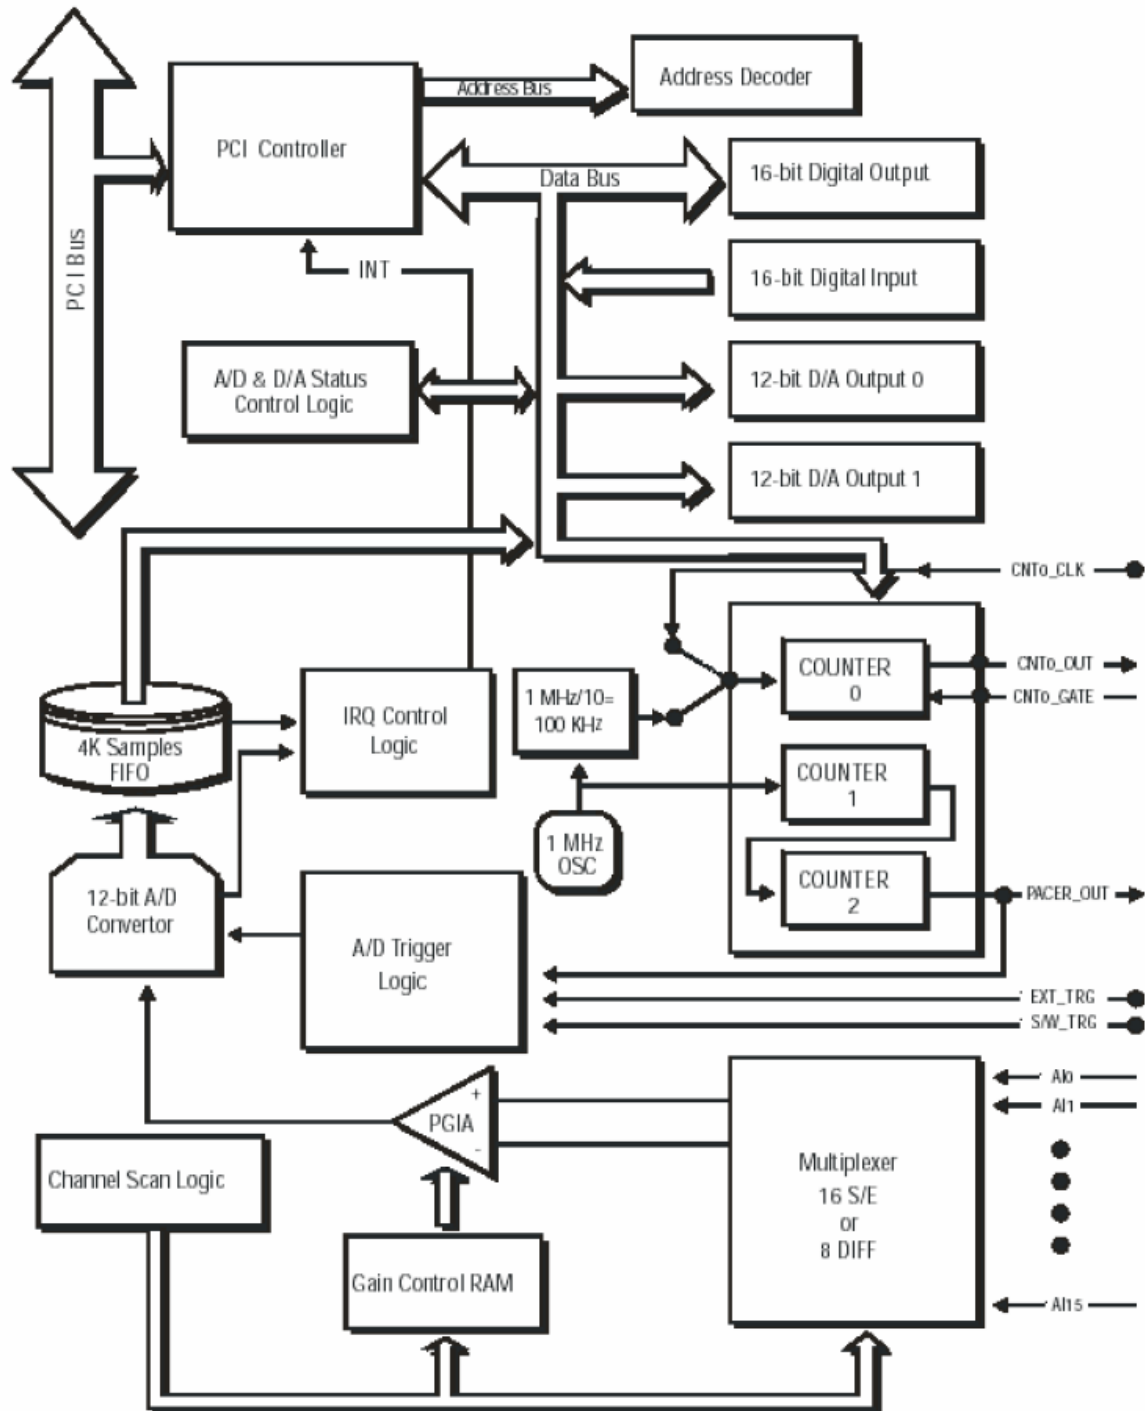 Address Bus
Address Decoder
PCI Controller
PCI Bus
Data Bus
16-bit Digital Output
INT
16-bit Digital Input
A/D & D/A Status
Control Logic
12-bit D/A Output 0
12-bit D/A Output 1
CNTo_CLK
COUNTER
0
CNTo_OUT
CNTo_GATE
1 MHz/10=
100 KHz
IRQ Control
Logic
4K Samples
FIFO
COUNTER
1
1 MHz
OSC
COUNTER
2
PACER_OUT
12-bit A/D
Convertor
A/D Trigger
Logic
EXT_TRG
S/W_TRG
AI0
AI1
+
PGIA
-
Multiplexer
16 S/E
or
8 DIFF
Channel Scan Logic
Gain Control RAM
AI15